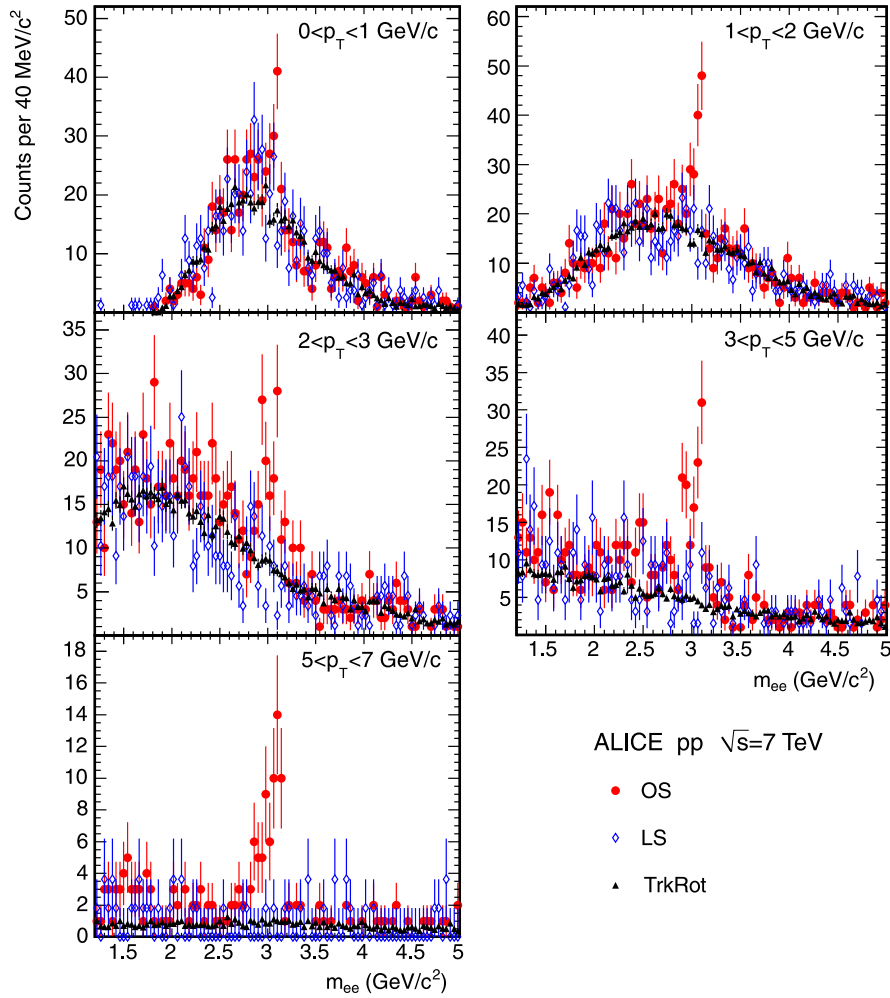 Counts per 40 MeV/c²
0<p_T<1 GeV/c
50
40
30
20
10
1<p_T<2 GeV/c
60
50
40
30
20
10
2<p_T<3 GeV/c
35
30
25
20
15
10
5
3<p_T<5 GeV/c
40
35
30
25
20
15
10
5
1.5 2 2.5 3 3.5 4 4.5 5
m_ee (GeV/c²)
5<p_T<7 GeV/c
18
16
14
12
10
8
6
4
2
0
1.5 2 2.5 3 3.5 4 4.5 5
m_ee (GeV/c²)
ALICE pp √s=7 TeV
OS
LS
TrkRot